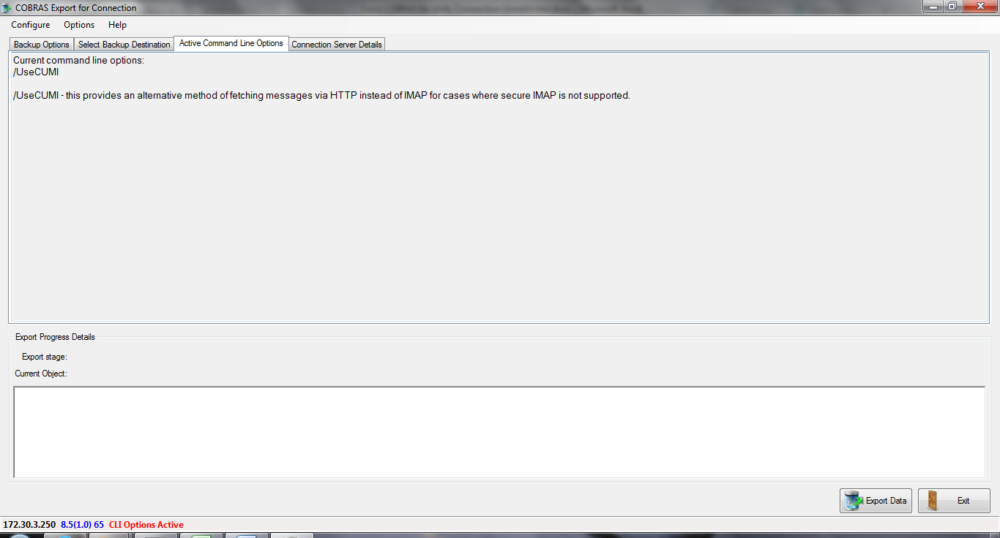 COBRAS Export for Connection
Configure Options Help
Backup Options Select Backup Destination Active Command Line Options Connection Server Details
Current command line options:
/UseCUMI
/UseCUMI - this provides an alternative method of fetching messages via HTTP instead of IMAP for cases where secure IMAP is not supported.
Export Progress Details
Export stage:
Current Object:
Export Data Exit
172.30.3.250 8.5(1.0) 65 CLI Options Active